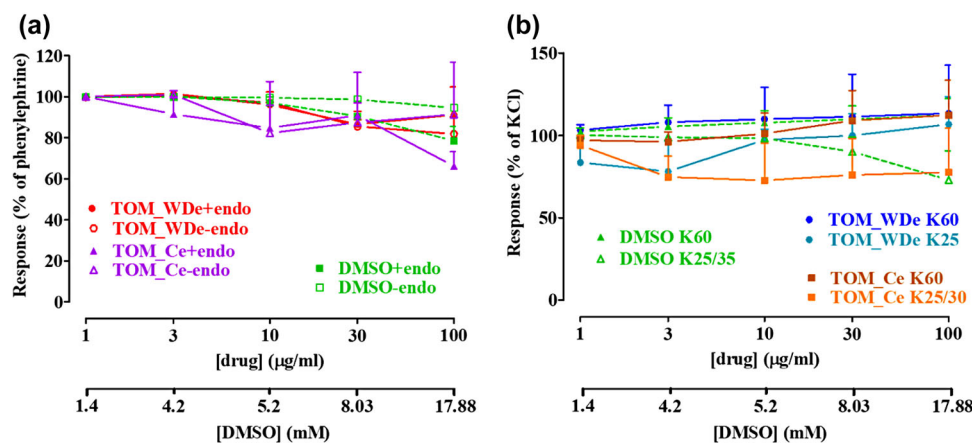 (a)
Response (% of phenylephrine)
120
100
80
60
40
20
0
TOM_WDe+endo
TOM_WDe-endo
TOM_Ce+endo
TOM_Ce-endo
DMSO+endo
DMSO-endo
1 3 10 30 100
[drug] (μg/ml)
1.4 4.2 5.2 8.03 17.88
[DMSO] (mM)
(b)
Response (% of KCl)
150
100
50
0
DMSO K60
DMSO K25/35
TOM_WDe K60
TOM_WDe K25
TOM_Ce K60
TOM_Ce K25/30
1 3 10 30 100
[drug] (μg/ml)
1.4 4.2 5.2 8.03 17.88
[DMSO] (mM)